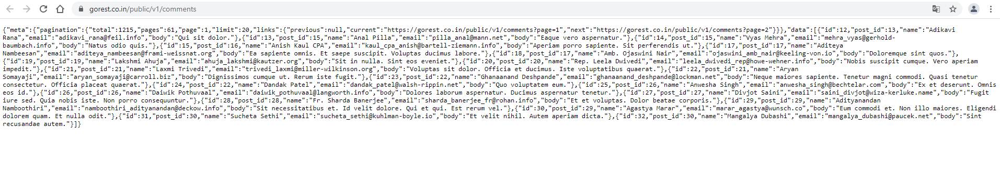 gorest.co.in/public/v1/comments
{"meta":{"pagination":{"total":1215,"pages":61,"page":1,"limit":20,"links":{"previous":null,"current":"https://gorest.co.in/public/v1/comments?page=1","next":"https://gorest.co.in/public/v1/comments?page=2"}}},"data":[{"id":12,"post_id":13,"name":"Adikavi
Rana","email":"adikavi_rana@feil.info","body":"Qui sit dolor."},{"id":13,"post_id":15,"name":"Anal Pilla","email":"pilla_anal@mann.net","body":"Eaque vero aspernatur."},{"id":14,"post_id":15,"name":"Vyas Mehra","email":"mehra_vyas@gerhold-
baumbach.info","body":"Natus odio quis."},{"id":15,"post_id":16,"name":"Anish Kaul CPA","email":"kaul_cpa_anish@bartell-ziemann.info","body":"Aperiam porro sapiente. Sit perferendis ut."},{"id":17,"post_id":17,"name":"Aditeya
Nambeesan","email":"aditeya_nambeesan@frami-weissnat.org","body":"Ea sapiente omnis. Et saepe suscipit. Voluptas ducimus labore."},{"id":18,"post_id":17,"name":"Amb. Ojaswini Nair","email":"ojaswini_amb_nair@keeling-von.io","body":"Doloremque sint quos."},
{"id":19,"post_id":19,"name":"Lakshmi Ahuja","email":"ahuja_lakshmi@kautzer.org","body":"Sit in nulla. Sint eos eveniet."},{"id":20,"post_id":20,"name":"Rep. Leela Dwivedi","email":"leela_dwivedi_rep@howe-wehner.info","body":"Nobis suscipit cumque. Vero aperiam
impedit."},{"id":21,"post_id":21,"name":"Laxmi Trivedi","email":"trivedi_laxmi@miller-wilkinson.org","body":"Voluptas sit dolor. Officia et ducimus. Iste voluptatibus quaerat."},{"id":22,"post_id":21,"name":"Aryan
Somayaji","email":"aryan_somayaji@carroll.biz","body":"Dignissimos cumque ut. Rerum iste fugit."},{"id":23,"post_id":22,"name":"Ghanaanand Deshpande","email":"ghanaanand_deshpande@lockman.net","body":"Neque maiores sapiente. Tenetur magni commodi. Quasi tenetur
consectetur. Officia placeat quaerat."},{"id":24,"post_id":22,"name":"Dandak Patel","email":"dandak_patel@walsh-rippin.net","body":"Quo voluptatem eum."},{"id":25,"post_id":26,"name":"Anwesha Singh","email":"anwesha_singh@bechtelar.com","body":"Ex et deserunt. Omnis
eos id."},{"id":26,"post_id":26,"name":"Daiwik Pothuvaal","email":"daiwik_pothuvaal@langworth.info","body":"Dolores laborum aspernatur. Ducimus aspernatur tenetur."},{"id":27,"post_id":27,"name":"Divjot Saini","email":"saini_divjot@wiza-kerluke.name","body":"Fugit
iure sed. Quia nobis iste. Non porro consequuntur."},{"id":28,"post_id":28,"name":"Fr. Sharda Banerjee","email":"sharda_banerjee_fr@rohan.info","body":"Et et voluptas. Dolor beatae corporis."},{"id":29,"post_id":29,"name":"Adityanandan
Namboothiri","email":"namboothiri_adityanandan@deckow.info","body":"Sit necessitatibus et. Id velit dolore. Qui et qui. Est rerum vel."},{"id":30,"post_id":29,"name":"Agastya Marar","email":"marar_agastya@wunsch.co","body":"Eum commodi et. Non illo maiores. Eligendi
dolorem quam. Et nulla odit."},{"id":31,"post_id":30,"name":"Sucheta Sethi","email":"sucheta_sethi@kuhlman-boyle.io","body":"Et velit nihil. Autem aperiam dicta."},{"id":32,"post_id":30,"name":"Mangalya Dubashi","email":"mangalya_dubashi@paucek.net","body":"Sint
recusandae autem."}]}